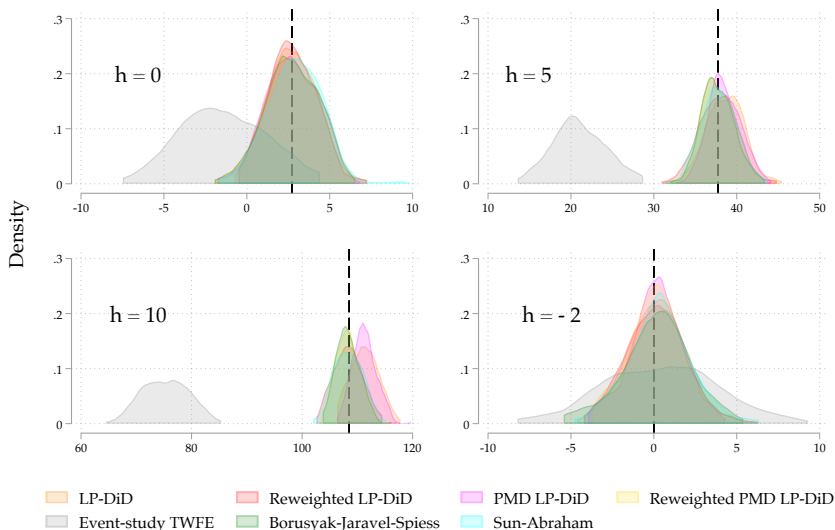 .3
.2
.1
0
h = 0
-10
-5
0
5
10
.3
.2
.1
0
h = 5
10
20
30
40
50
Density
.3
.2
.1
0
h = 10
60
80
100
120
.3
.2
.1
0
h = - 2
-10
-5
0
5
10
LP-DiD
Reweighted LP-DiD
PMD LP-DiD
Reweighted PMD LP-DiD
Event-study TWFE
Borusyak-Jaravel-Spiess
Sun-Abraham